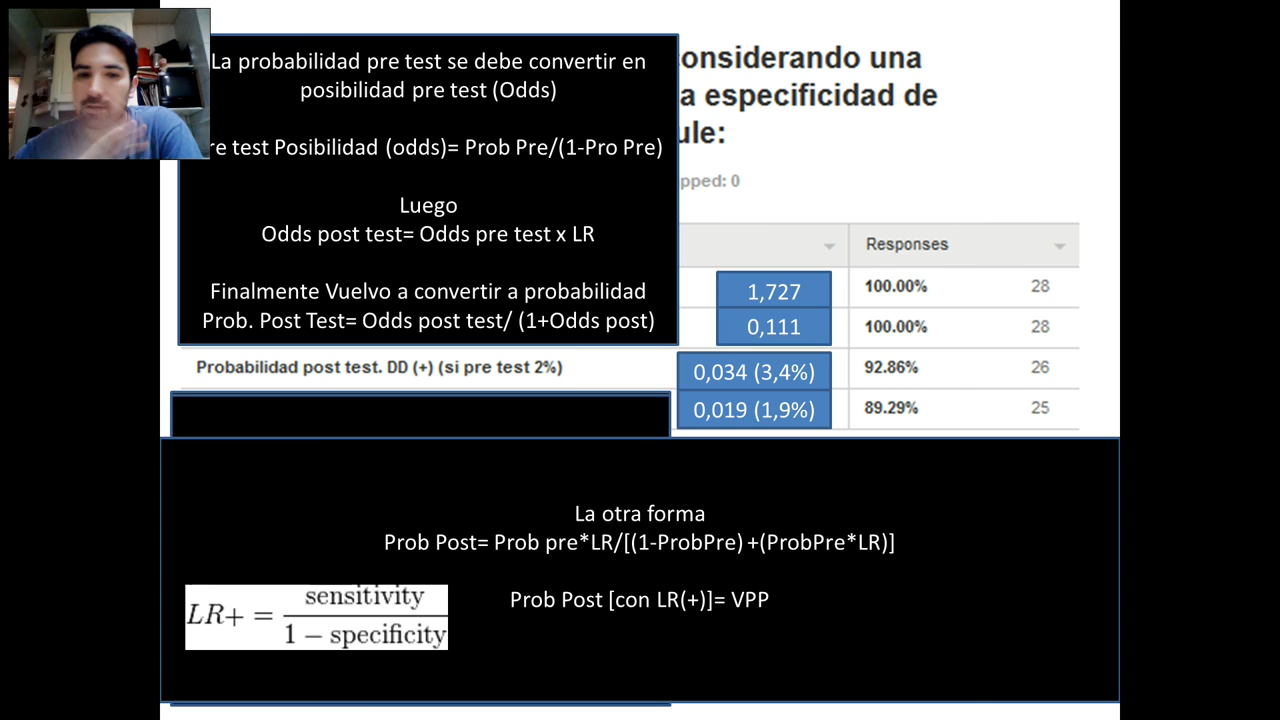 La probabilidad pre test se debe convertir en
posibilidad pre test (Odds)
re test Posibilidad (odds)= Prob Pre/(1-Pro Pre)
Luego
Odds post test= Odds pre test x LR
Finalmente Vuelvo a convertir a probabilidad
Prob. Post Test= Odds post test/ (1+Odds post)
onsiderando una
a especificidad de
ule:
pped: 0
Responses
1,727 100.00% 28
0,111 100.00% 28
Probabilidad post test. DD (+) (si pre test 2%) 0,034 (3,4%) 92.86% 26
0,019 (1,9%) 89.29% 25
La otra forma
Prob Post= Prob pre*LR/[(1-ProbPre) +(ProbPre*LR)]
Prob Post [con LR(+)]= VPP
LR+ = sensitivity
1 − specificity